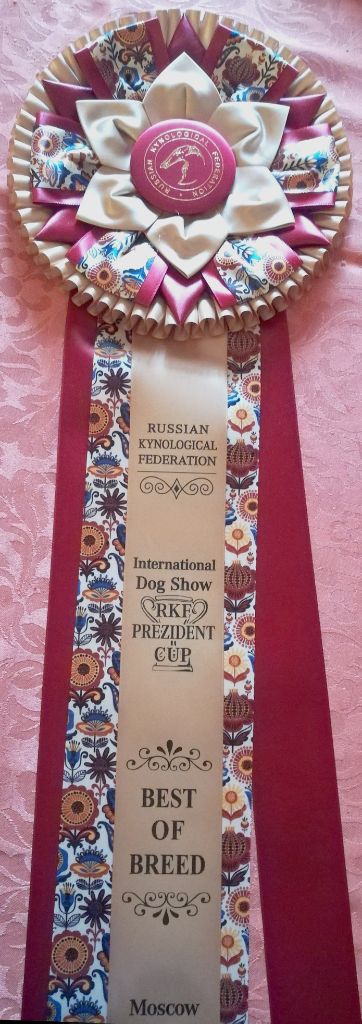 RUSSIAN KYNOLOGICAL FEDERATION
RUSSIAN
KYNOLOGICAL
FEDERATION
International
Dog Show
RKF
PREZIDENT
CUP
BEST
OF
BREED
Moscow